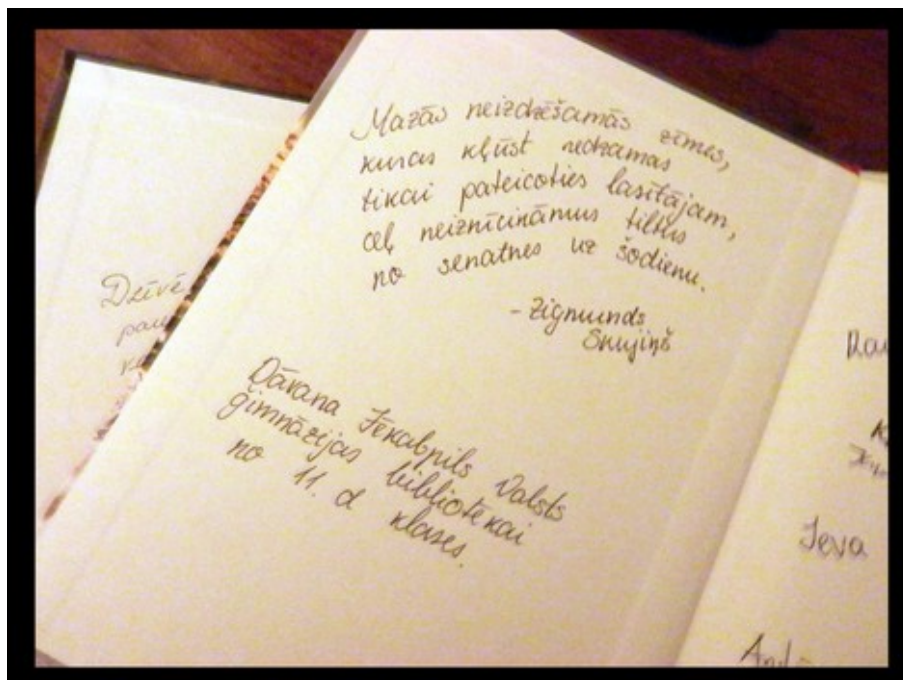 Mazās neizdzēšamās zīmes,
kuras kļūst redzamas
tikai pateicoties lasītājam,
ceļ neiznīcināmus tiltus
no senatnes uz šodienu.
- Zigmunds
Skujiņš
Dāvana Jēkabpils Valsts
ģimnāzijas bibliotēkai
no 11. d klases.
Dzīvē
Ieva